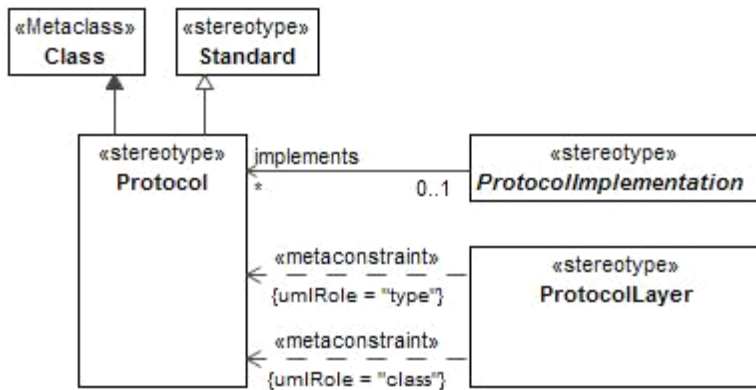 «Metaclass»
Class
«stereotype»
Standard
«stereotype»
Protocol
implements
*
0..1
«stereotype»
ProtocolImplementation
«metaconstraint»
{umlRole = "type"}
«metaconstraint»
{umlRole = "class"}
«stereotype»
ProtocolLayer